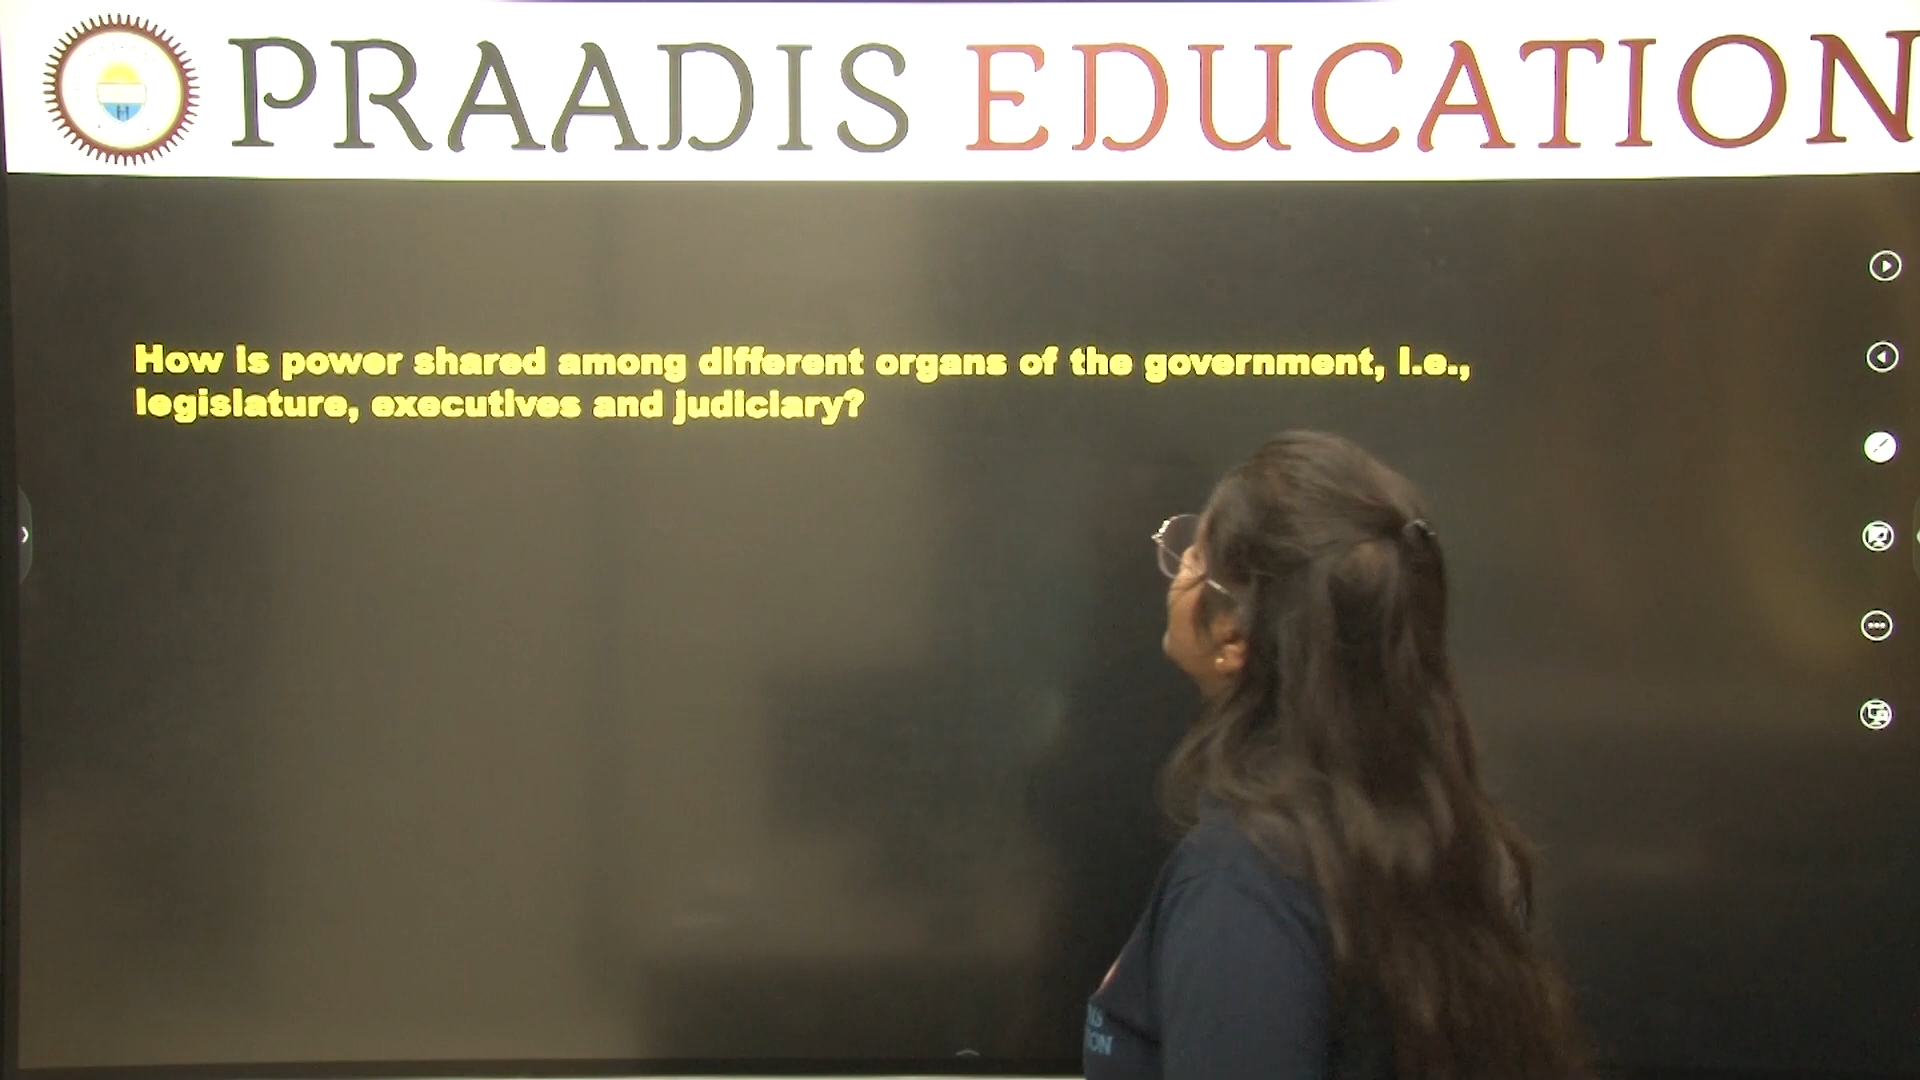 PRAADIS EDUCATION
How is power shared among different organs of the government, i.e.,
legislature, executives and judiciary?